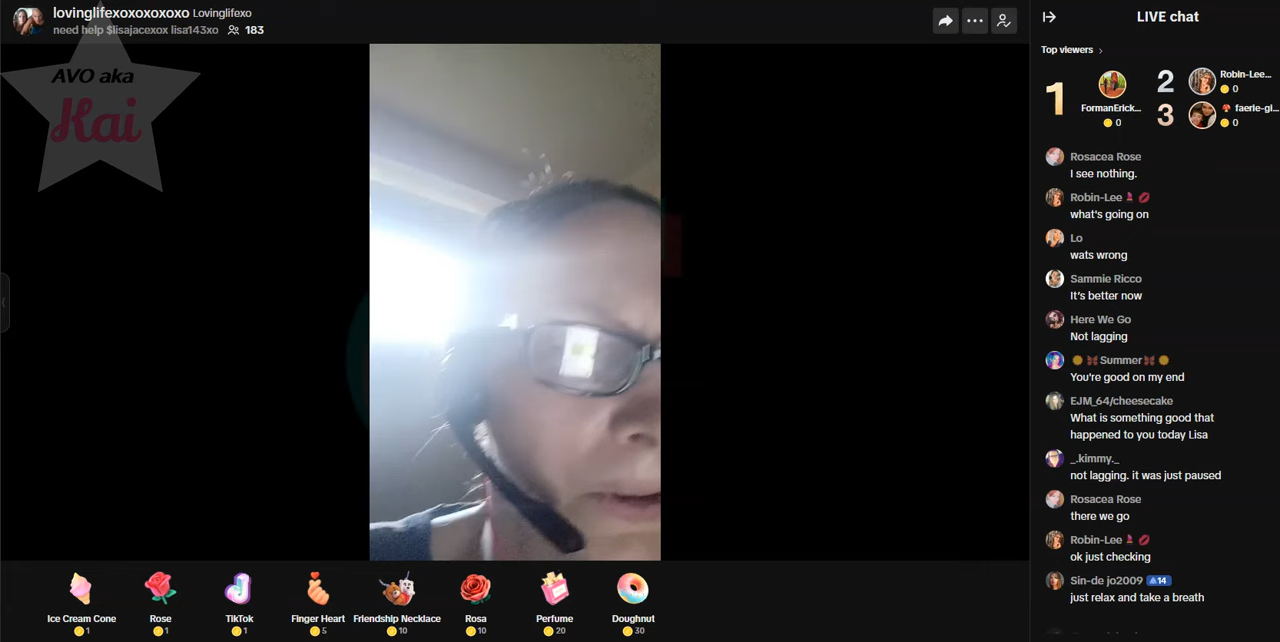 lovinglifexoxoxoxoxo Lovinglifexo
need help $lisajacexox lisa143xo 183
AVO aka
Kai
LIVE chat
Top viewers
1
FormanErick...
0
2
Robin-Lee...
0
3
faerie-gi...
0
Rosacea Rose
I see nothing.
Robin-Lee
what's going on
Lo
wats wrong
Sammie Ricco
It's better now
Here We Go
Not lagging
Summer
You're good on my end
EJM_64/cheesecake
What is something good that
happened to you today Lisa
_.kimmy._
not lagging. it was just paused
Rosacea Rose
there we go
Robin-Lee
ok just checking
Sin-de jo2009 14
just relax and take a breath
Ice Cream Cone
1
Rose
1
TikTok
1
Finger Heart
5
Friendship Necklace
10
Rosa
10
Perfume
20
Doughnut
30